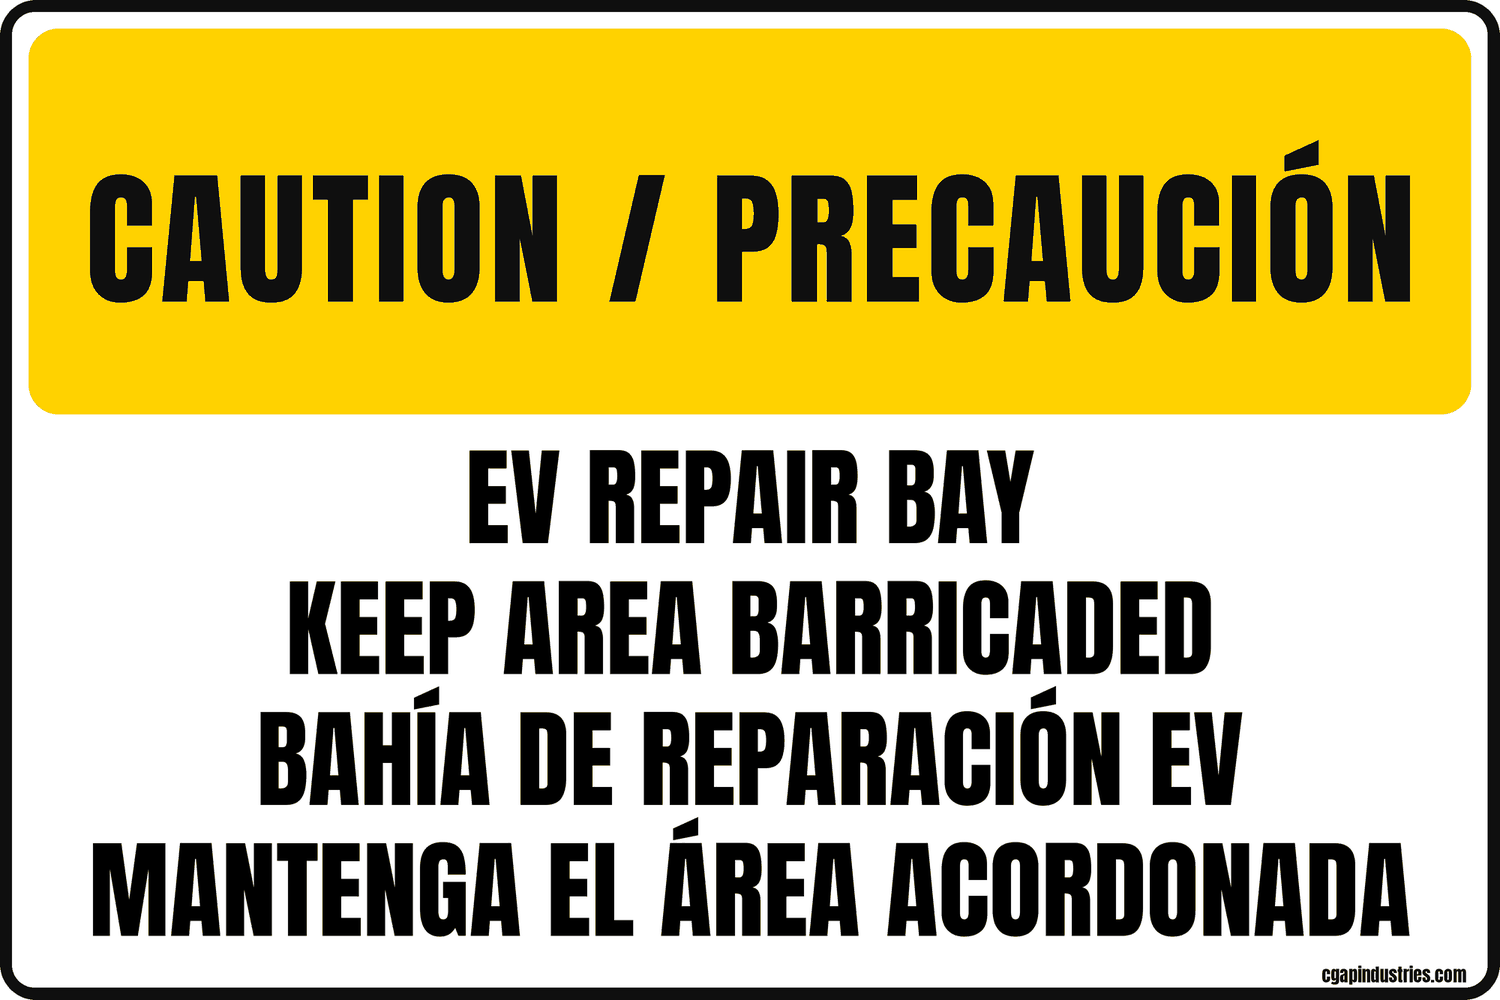 CAUTION / PRECAUCIÓN
EV REPAIR BAY
KEEP AREA BARRICADED
BAHÍA DE REPARACIÓN EV
MANTENGA EL ÁREA ACORDONADA
cgapindustries.com